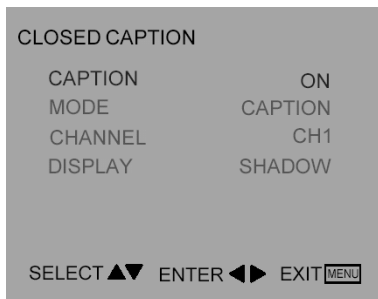 CLOSED CAPTION
CAPTION ON
MODE CAPTION
CHANNEL CH1
DISPLAY SHADOW
SELECT▲▼ ENTER◀▶ EXIT MENU